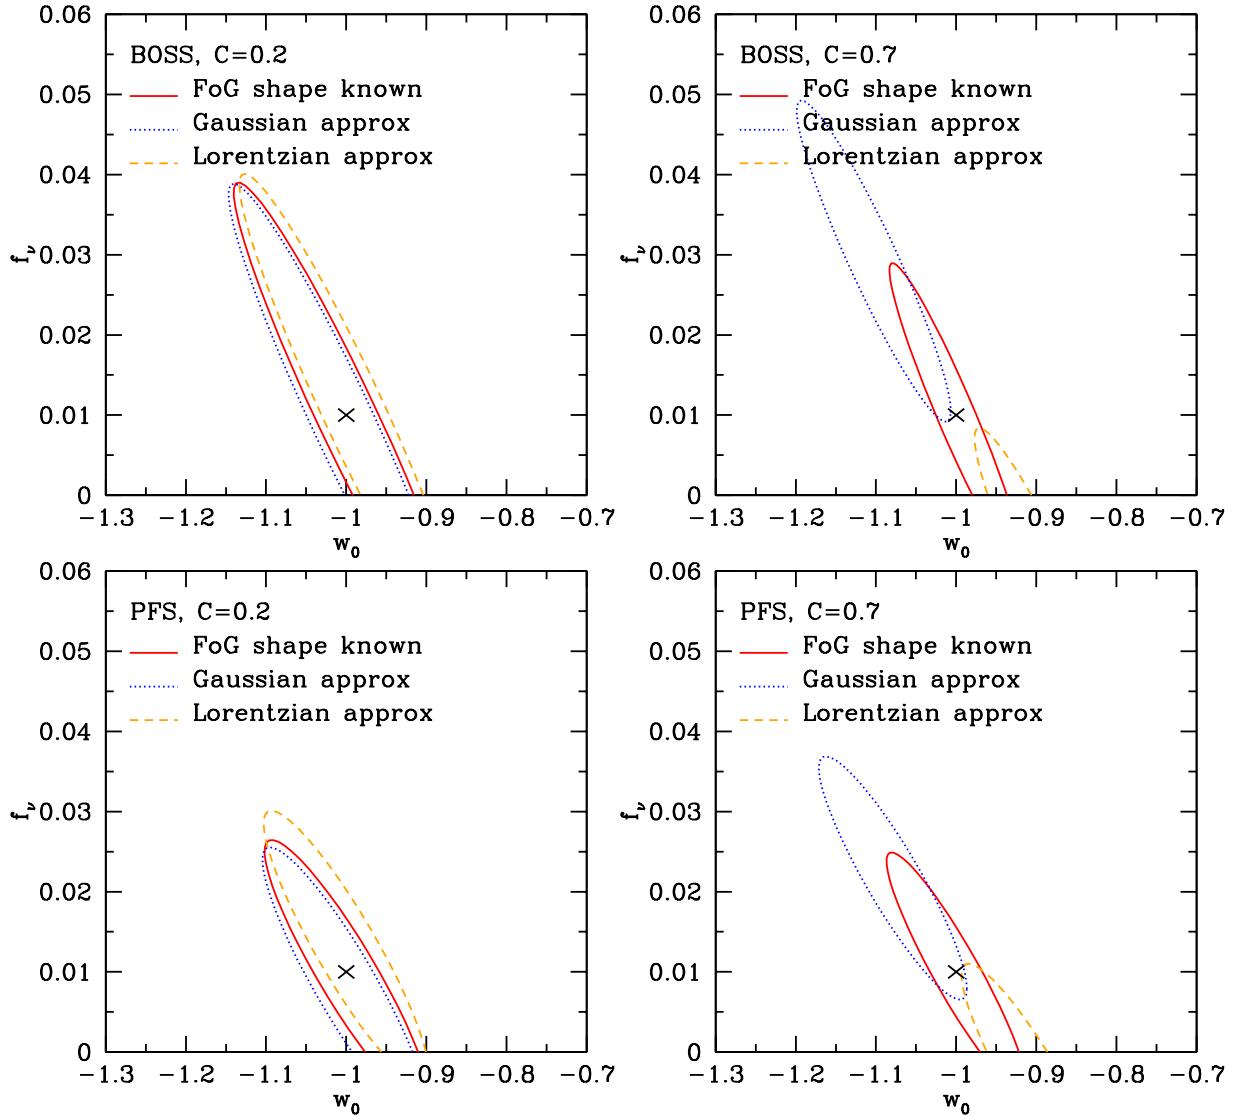 BOSS, C=0.2
FoG shape known
Gaussian approx
Lorentzian approx
0.06
0.05
0.04
0.03
0.02
0.01
0
f_ν
−1.3 −1.2 −1.1 −1 −0.9 −0.8 −0.7
w_0
BOSS, C=0.7
FoG shape known
Gaussian approx
Lorentzian approx
0.06
0.05
0.04
0.03
0.02
0.01
0
f_ν
−1.3 −1.2 −1.1 −1 −0.9 −0.8 −0.7
w_0
PFS, C=0.2
FoG shape known
Gaussian approx
Lorentzian approx
0.06
0.05
0.04
0.03
0.02
0.01
0
f_ν
−1.3 −1.2 −1.1 −1 −0.9 −0.8 −0.7
w_0
PFS, C=0.7
FoG shape known
Gaussian approx
Lorentzian approx
0.06
0.05
0.04
0.03
0.02
0.01
0
f_ν
−1.3 −1.2 −1.1 −1 −0.9 −0.8 −0.7
w_0